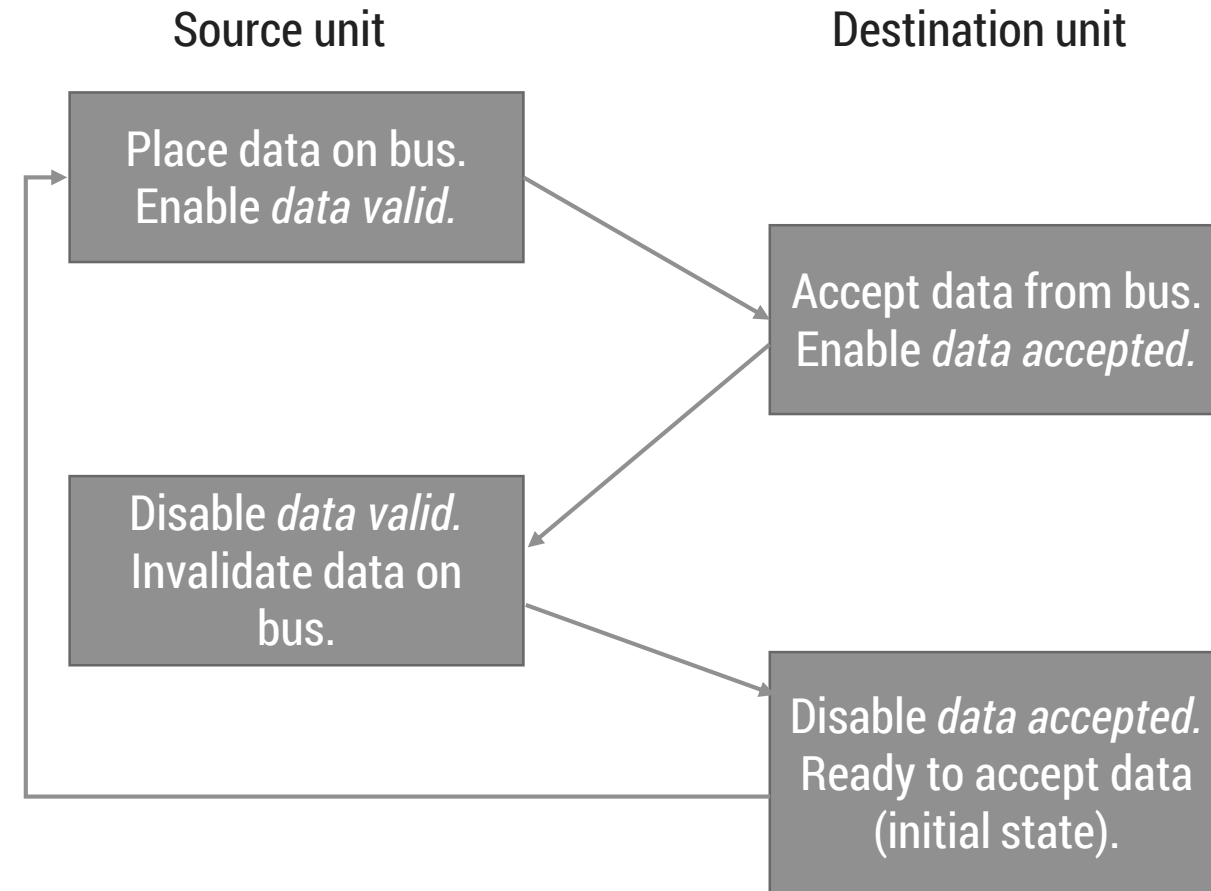 Source unit
Destination unit
Place data on bus.
Enable data valid.
Accept data from bus.
Enable data accepted.
Disable data valid.
Invalidate data on
bus.
Disable data accepted.
Ready to accept data
(initial state).